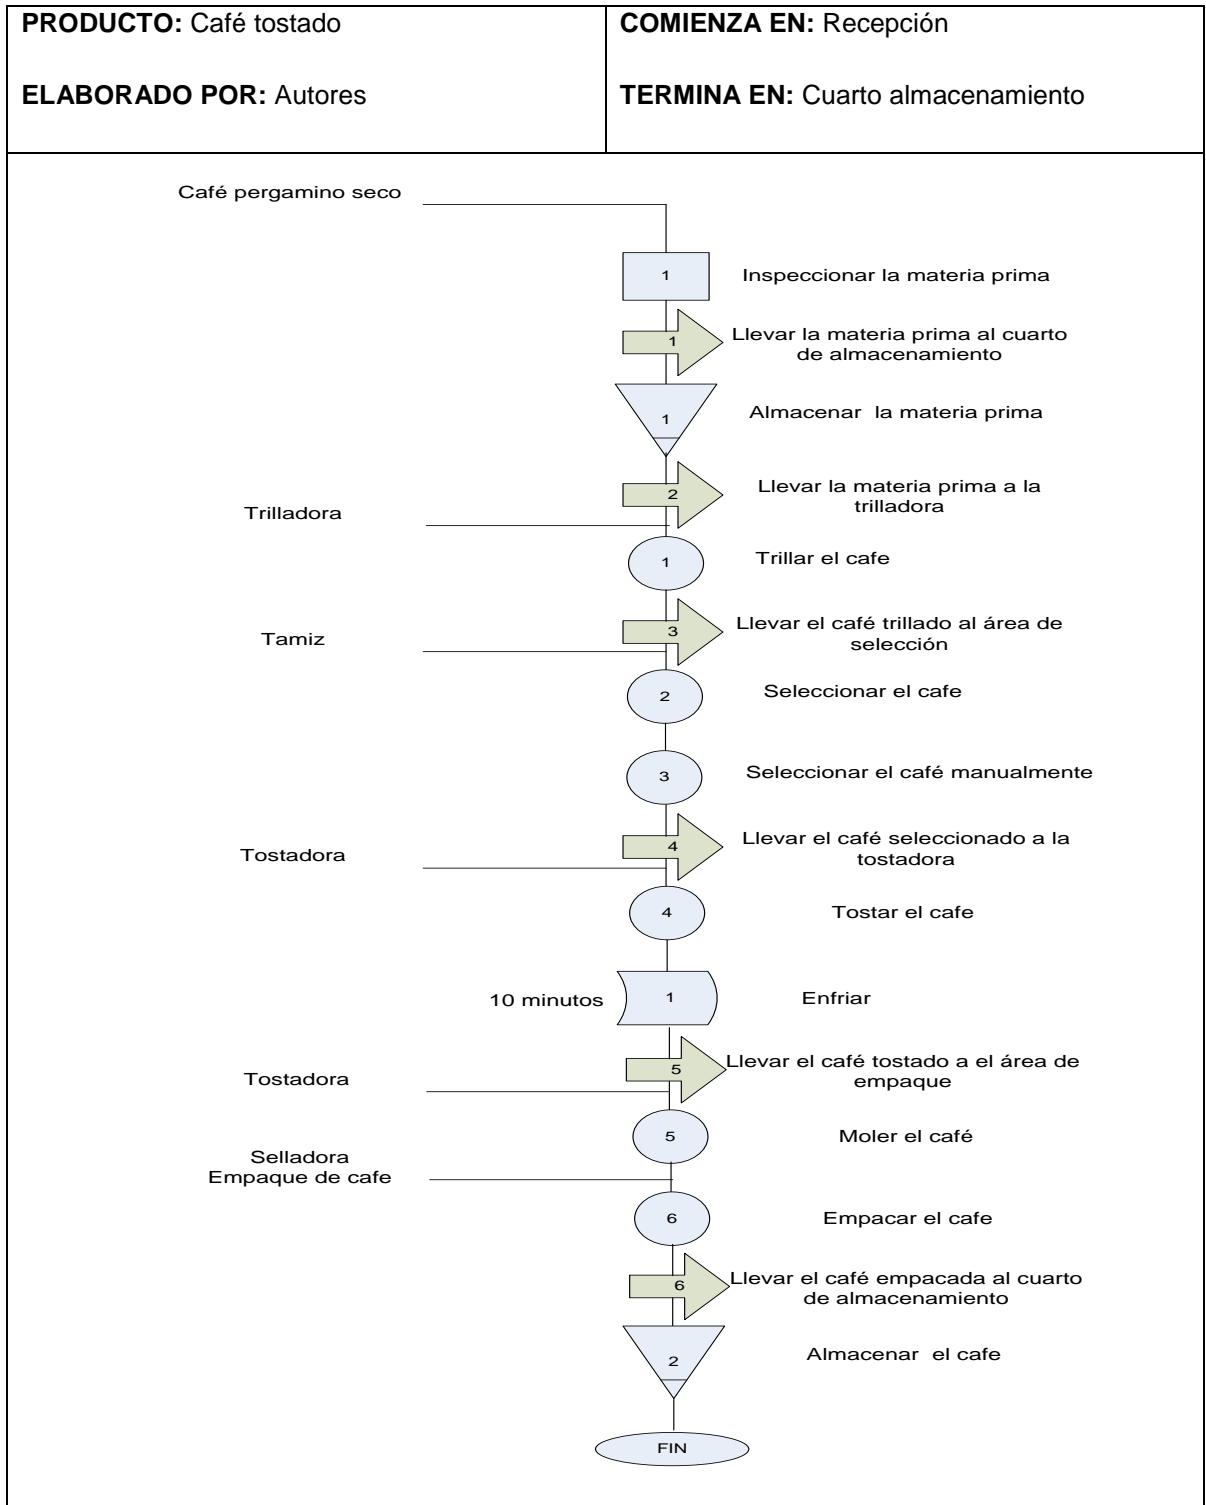 PRODUCTO: Café tostado
COMIENZA EN: Recepción
ELABORADO POR: Autores
TERMINA EN: Cuarto almacenamiento
Café pergamino seco
1
Inspeccionar la materia prima
1
Llevar la materia prima al cuarto
de almacenamiento
1
Almacenar la materia prima
2
Llevar la materia prima a la
trilladora
Trilladora
1
Trillar el cafe
3
Llevar el café trillado al área de
selección
Tamiz
2
Seleccionar el cafe
3
Seleccionar el café manualmente
4
Llevar el café seleccionado a la
tostadora
Tostadora
4
Tostar el cafe
10 minutos
1
Enfriar
5
Llevar el café tostado a el área de
empaque
Tostadora
5
Moler el café
Selladora
Empaque de cafe
6
Empacar el cafe
6
Llevar el café empacada al cuarto
de almacenamiento
2
Almacenar el cafe
FIN